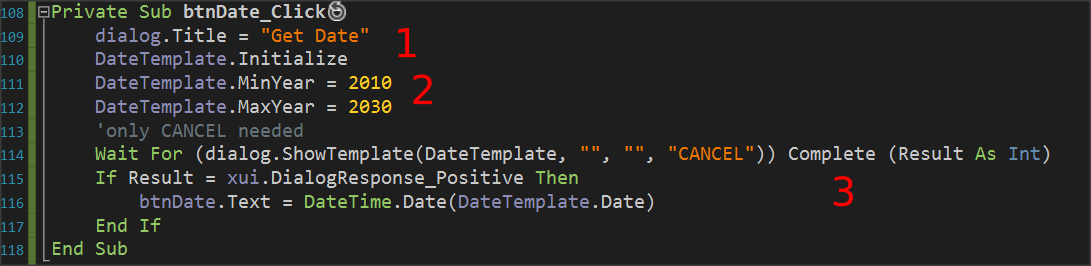 108 Private Sub btnDate_Click
109 dialog.Title = "Get Date" 1
110 DateTemplate.Initialize
111 DateTemplate.MinYear = 2010 2
112 DateTemplate.MaxYear = 2030
113 'only CANCEL needed
114 Wait For (dialog.ShowTemplate(DateTemplate, "", "", "CANCEL")) Complete (Result As Int)
115 If Result = xui.DialogResponse_Positive Then 3
116 btnDate.Text = DateTime.Date(DateTemplate.Date)
117 End If
118 End Sub